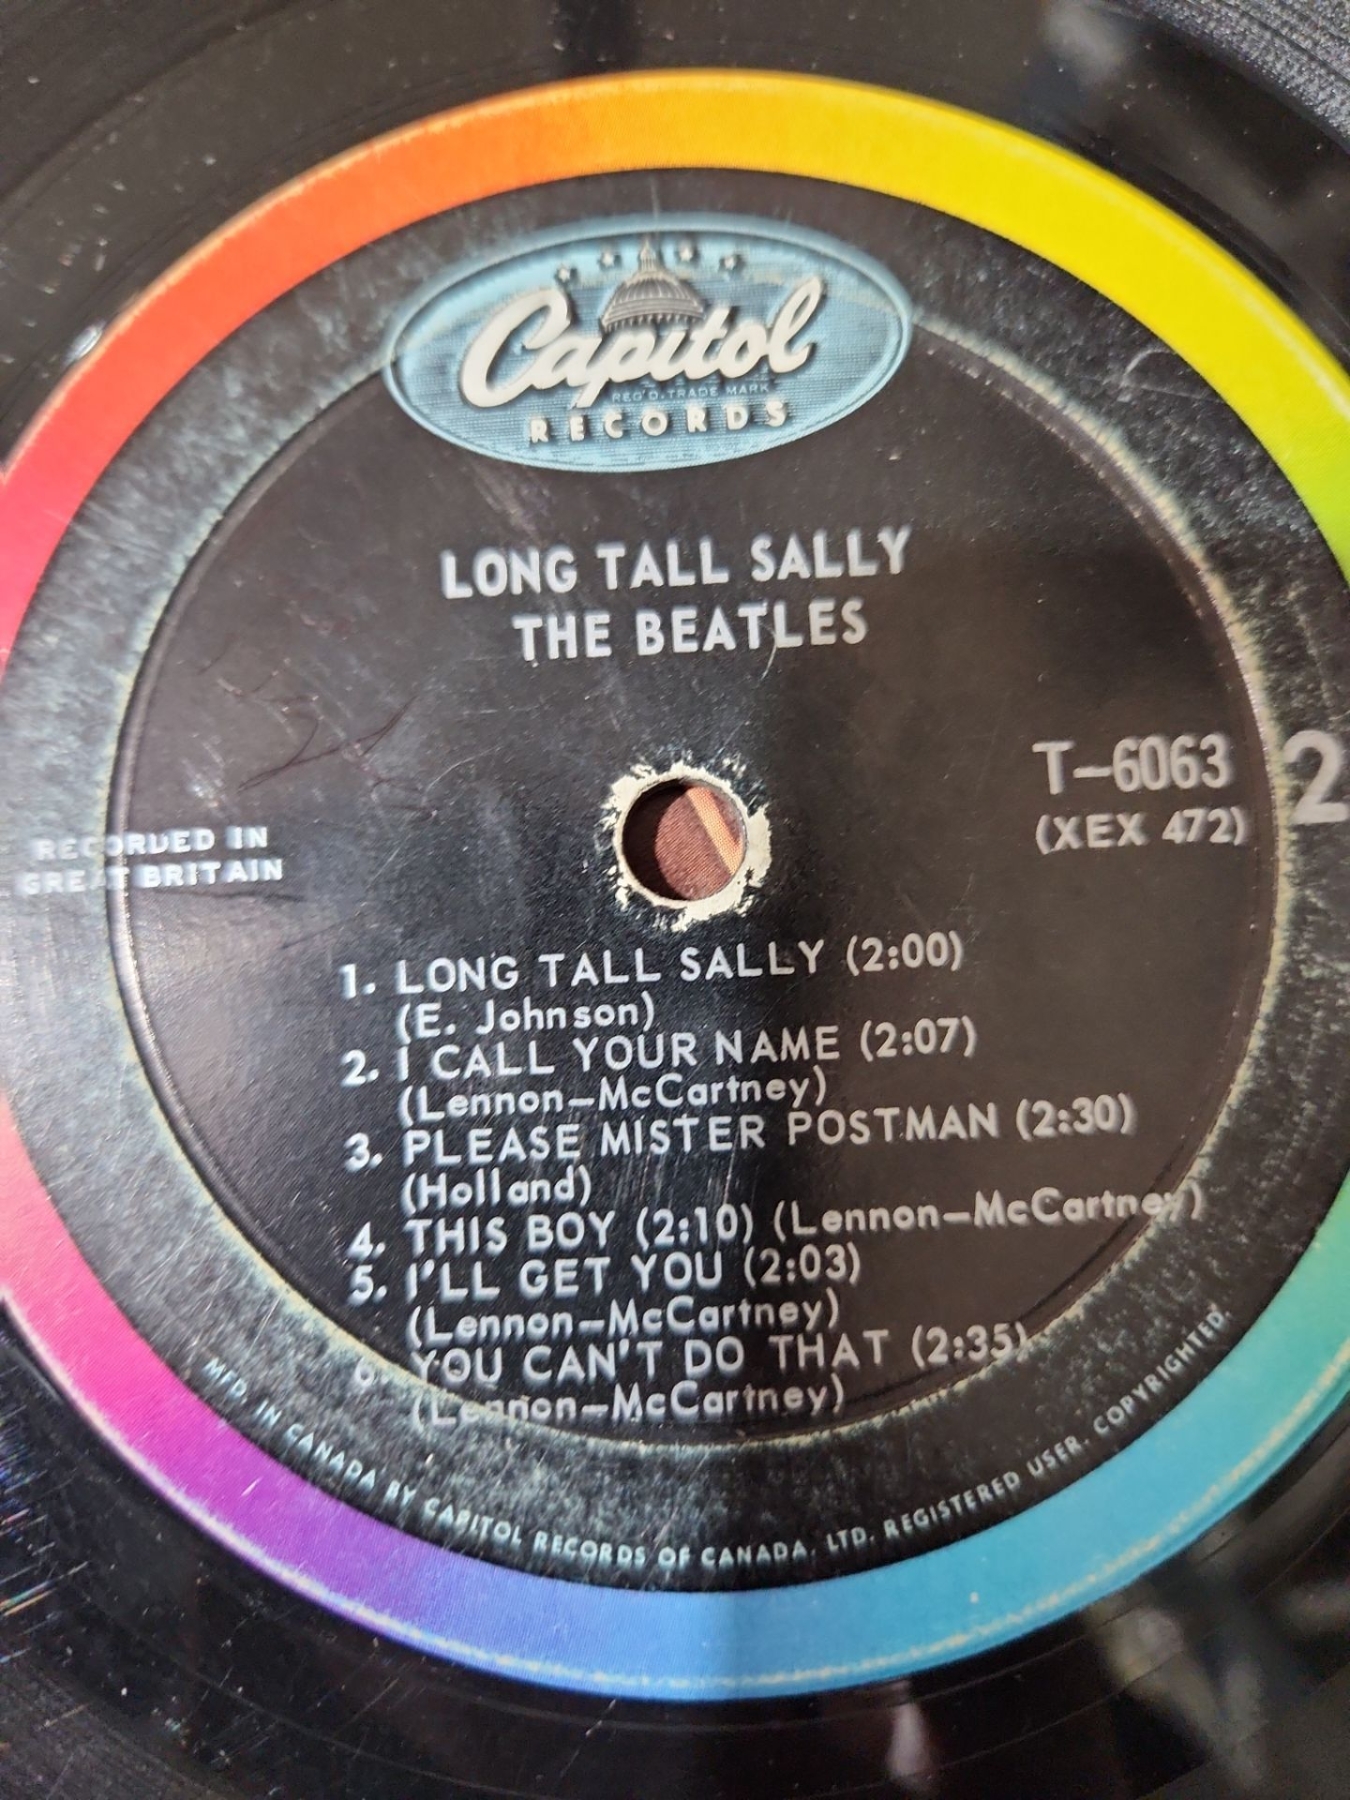 Capitol
REG'D. TRADE MARK
RECORDS
LONG TALL SALLY
THE BEATLES
T-6063 2
(XEX 472)
RECORDED IN
GREAT BRITAIN
1. LONG TALL SALLY (2:00)
(E. Johnson)
2. I CALL YOUR NAME (2:07)
(Lennon-McCartney)
3. PLEASE MISTER POSTMAN (2:30)
(Holland)
4. THIS BOY (2:10) (Lennon-McCartney)
5. I'LL GET YOU (2:03)
(Lennon-McCartney)
6. YOU CAN'T DO THAT (2:35)
(Lennon-McCartney)
MFD. IN CANADA BY CAPITOL RECORDS OF CANADA, LTD. REGISTERED USER. COPYRIGHTED.